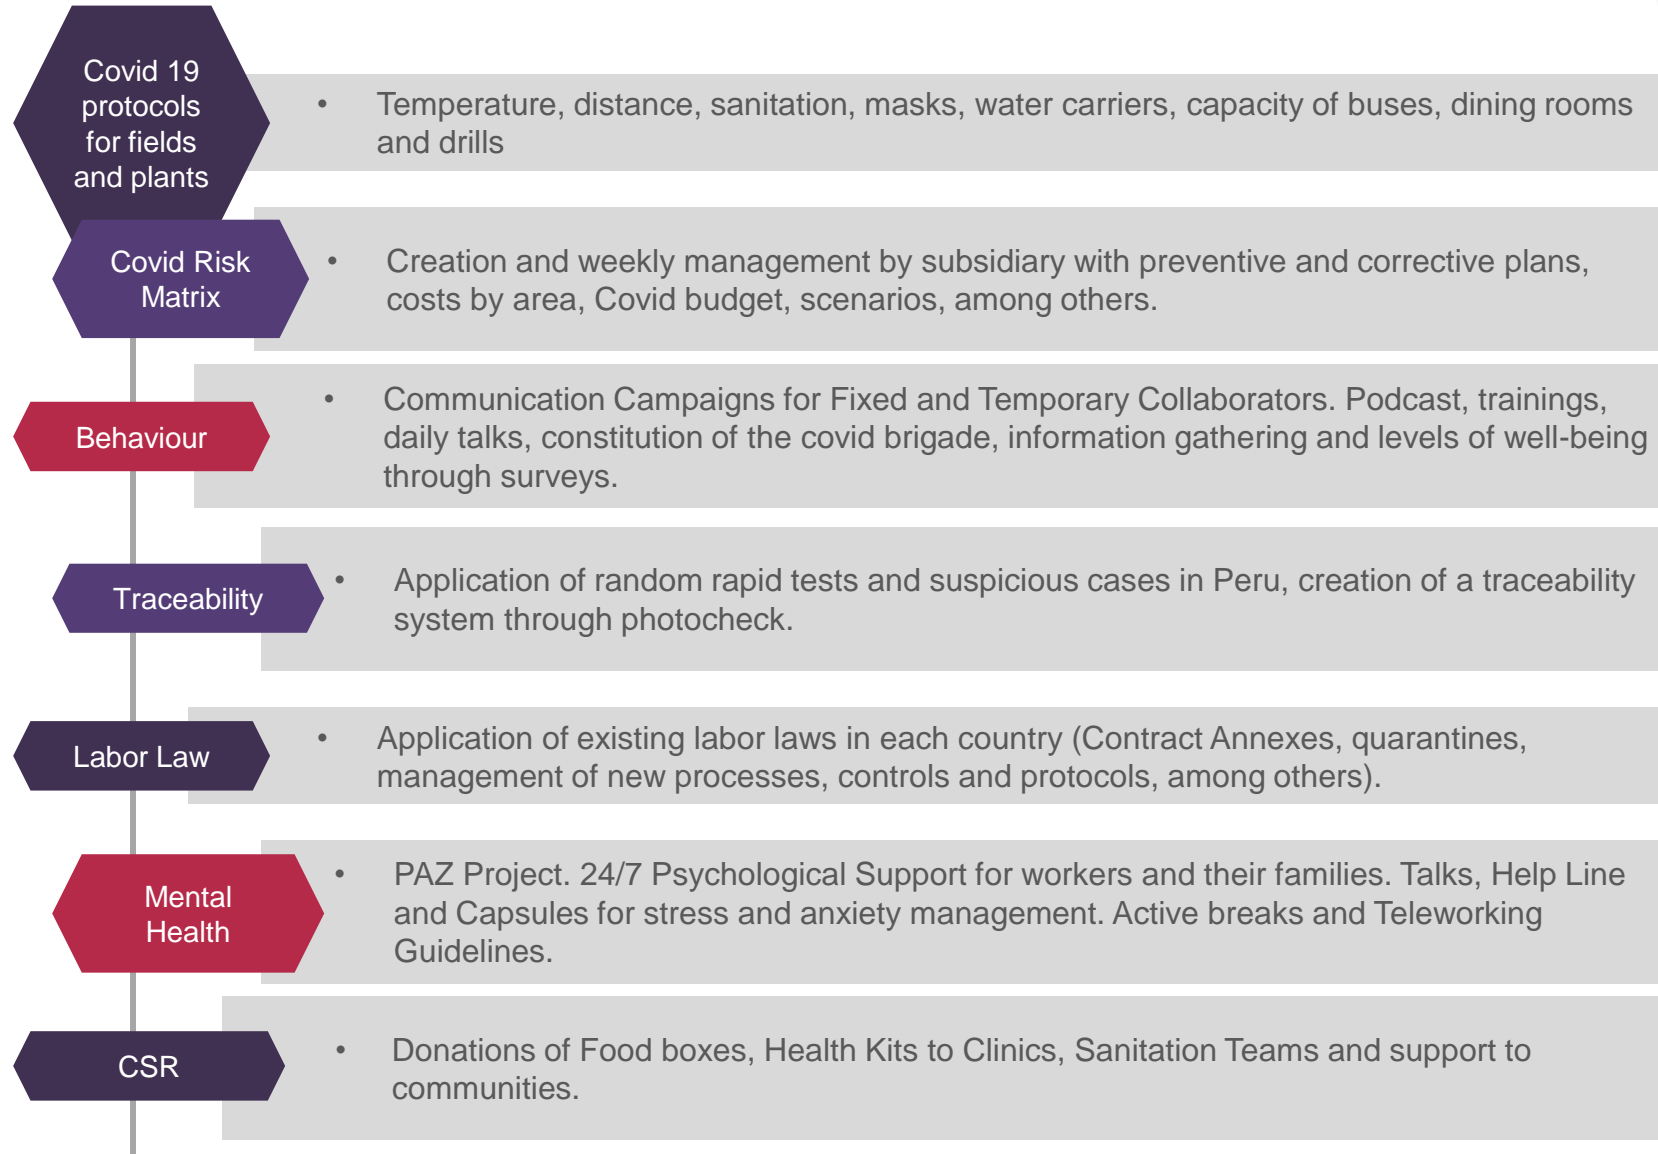 Covid 19
protocols
for fields
and plants
• Temperature, distance, sanitation, masks, water carriers, capacity of buses, dining rooms
and drills
Covid Risk
Matrix
• Creation and weekly management by subsidiary with preventive and corrective plans,
costs by area, Covid budget, scenarios, among others.
Behaviour
• Communication Campaigns for Fixed and Temporary Collaborators. Podcast, trainings,
daily talks, constitution of the covid brigade, information gathering and levels of well-being
through surveys.
Traceability
• Application of random rapid tests and suspicious cases in Peru, creation of a traceability
system through photocheck.
Labor Law
• Application of existing labor laws in each country (Contract Annexes, quarantines,
management of new processes, controls and protocols, among others).
Mental
Health
• PAZ Project. 24/7 Psychological Support for workers and their families. Talks, Help Line
and Capsules for stress and anxiety management. Active breaks and Teleworking
Guidelines.
CSR
• Donations of Food boxes, Health Kits to Clinics, Sanitation Teams and support to
communities.